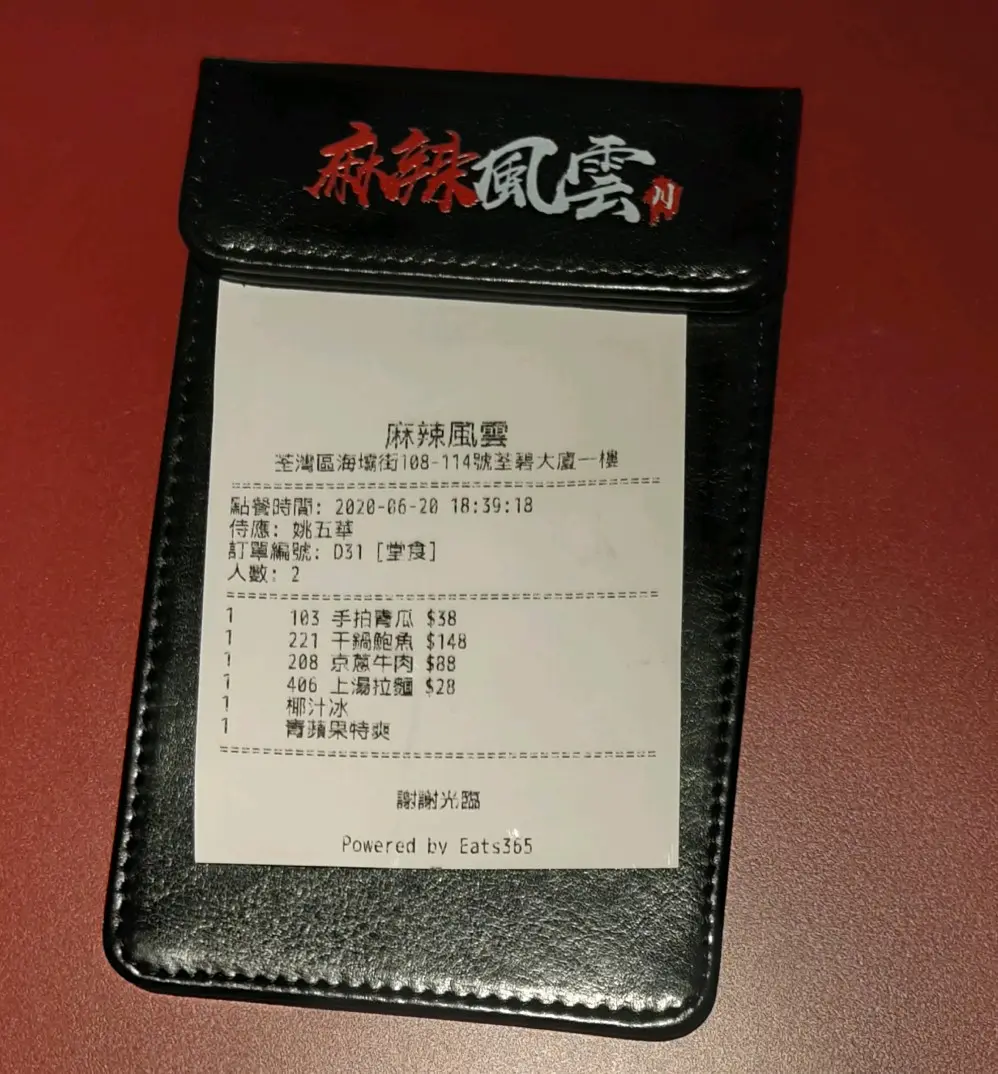 麻辣風雲 川
麻辣風雲
荃灣區海壩街108-114號荃碧大廈一樓
點餐時間: 2020-06-20 18:39:18
侍應: 姚五華
訂單編號: D31 [堂食]
人數: 2
1 103 手拍青瓜 $38
1 221 干鍋鮑魚 $148
1 208 京蔥牛肉 $88
1 406 上湯拉麵 $28
1 椰汁冰
1 青蘋果特爽
謝謝光臨
Powered by Eats365